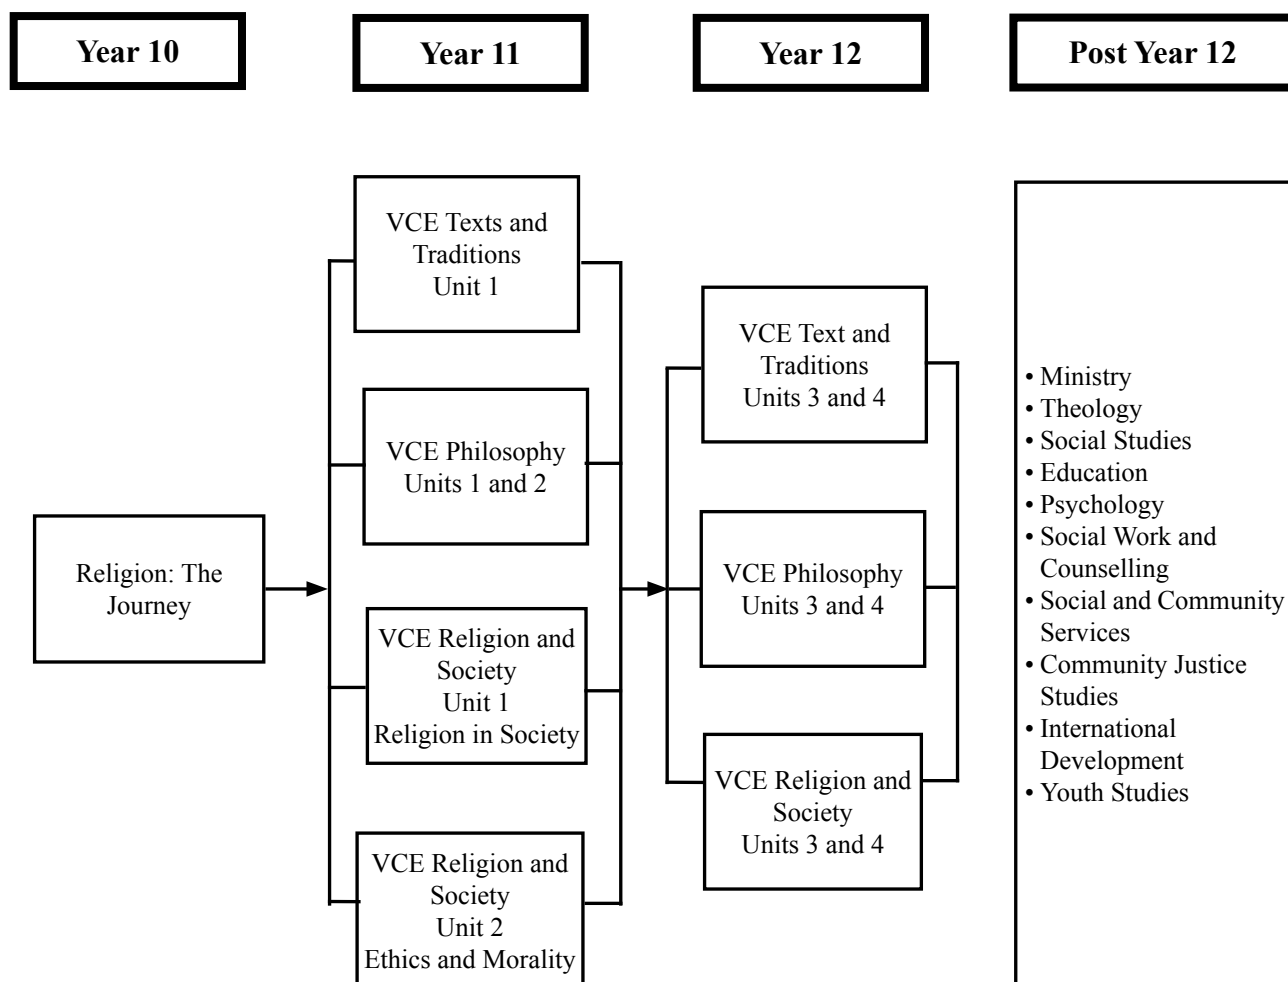 Year 10
Year 11
Year 12
Post Year 12
Religion: The
Journey
VCE Texts and
Traditions
Unit 1
VCE Philosophy
Units 1 and 2
VCE Religion and
Society
Unit 1
Religion in Society
VCE Religion and
Society
Unit 2
Ethics and Morality
VCE Text and
Traditions
Units 3 and 4
VCE Philosophy
Units 3 and 4
VCE Religion and
Society
Units 3 and 4
• Ministry
• Theology
• Social Studies
• Education
• Psychology
• Social Work and
Counselling
• Social and Community
Services
• Community Justice
Studies
• International
Development
• Youth Studies